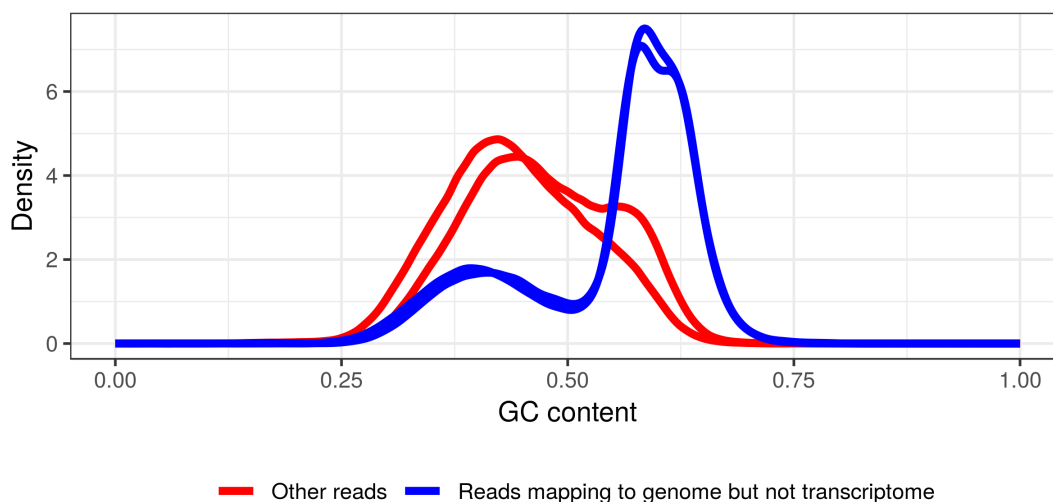 Density
6
4
2
0
0.00 0.25 0.50 0.75 1.00
GC content
Other reads Reads mapping to genome but not transcriptome